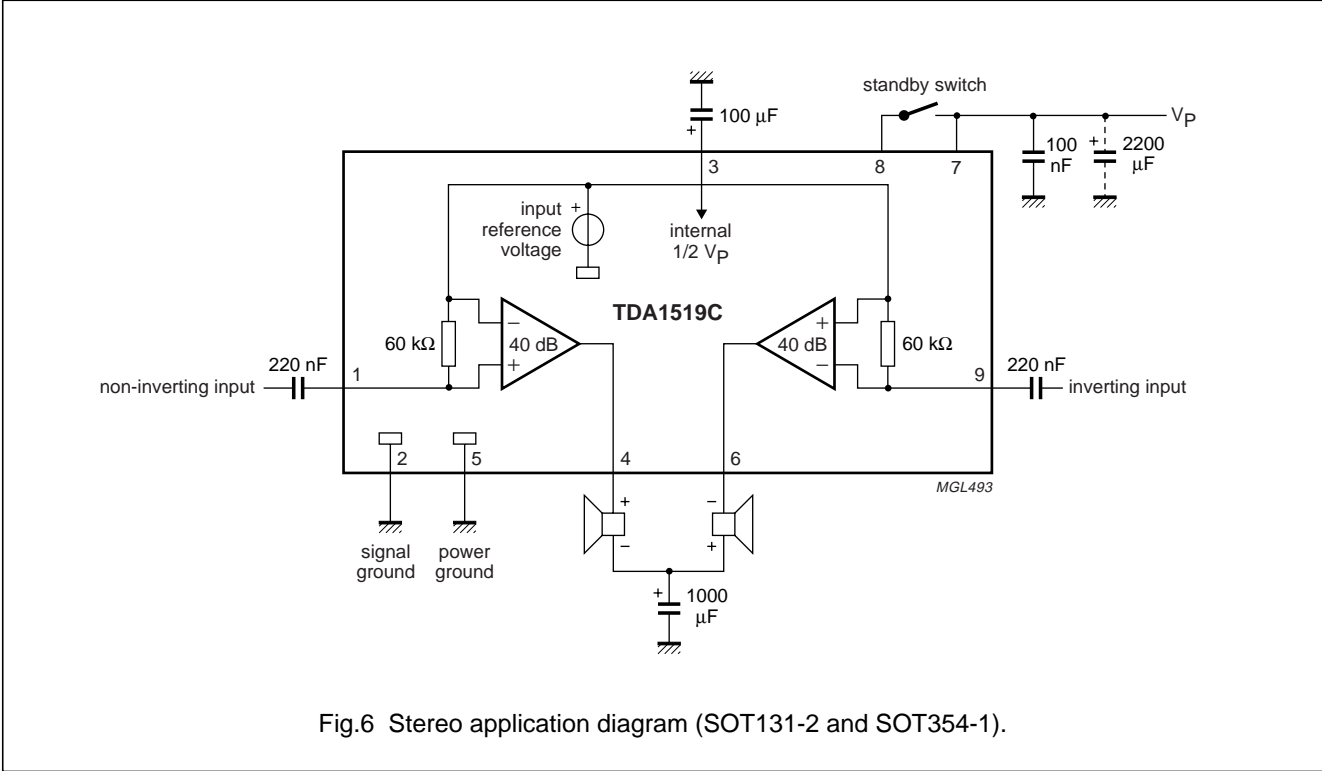 standby switch
100 μF
+
V_P
100 nF
+
2200 μF
3
8
7
input reference voltage
+
internal 1/2 V_P
TDA1519C
60 kΩ
−
40 dB
+
+
40 dB
−
60 kΩ
220 nF
non-inverting input
1
9
220 nF
inverting input
2
5
4
6
MGL493
signal ground
power ground
+
−
−
+
+
1000 μF
Fig.6 Stereo application diagram (SOT131-2 and SOT354-1).